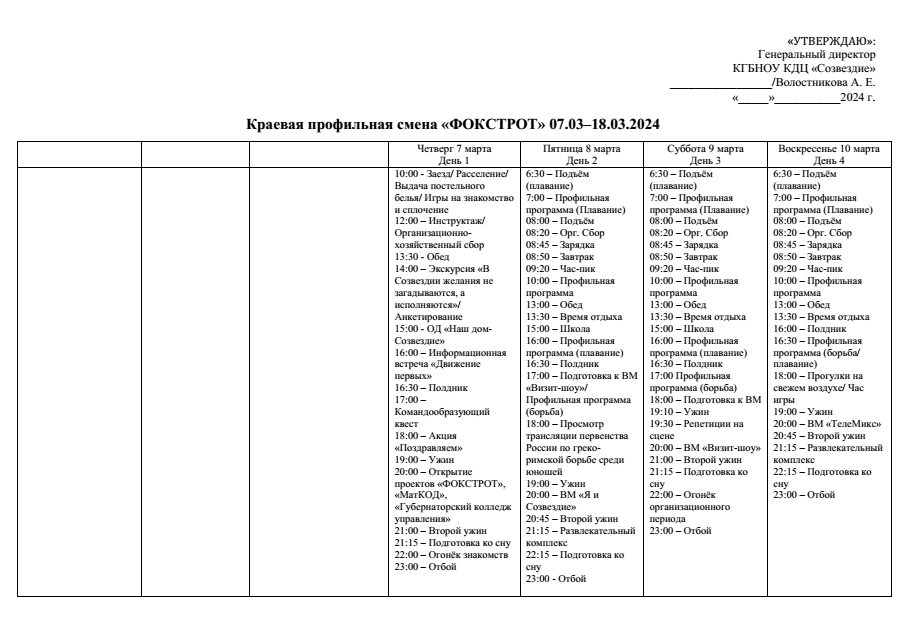 «УТВЕРЖДАЮ»:
Генеральный директор
КГБНОУ КДЦ «Созвездие»
_________________/Волостникова А. Е.
«_____»___________2024 г.
Краевая профильная смена «ФОКСТРОТ» 07.03–18.03.2024
Четверг 7 марта
День 1
10:00 - Заезд/ Расселение/
Выдача постельного
белья/ Игры на знакомство
и сплочение
12:00 – Инструктаж/
Организационно-
хозяйственный сбор
13:30 - Обед
14:00 – Экскурсия «В
Созвездии желания не
загадываются, а
исполняются»/
Анкетирование
15:00 - ОД «Наш дом-
Созвездие»
16:00 – Информационная
встреча «Движение
первых»
16:30 – Полдник
17:00 –
Командообразующий
квест
18:00 – Акция
«Поздравляем»
19:00 – Ужин
20:00 – Открытие
проектов «ФОКСТРОТ»,
«МатКОД»,
«Губернаторский колледж
управления»
21:00 – Второй ужин
21:15 – Подготовка ко сну
22:00 – Огонёк знакомств
23:00 – Отбой
Пятница 8 марта
День 2
6:30 – Подъём
(плавание)
7:00 – Профильная
программа (Плавание)
08:00 – Подъём
08:20 – Орг. Сбор
08:45 – Зарядка
08:50 – Завтрак
09:20 – Час-пик
10:00 – Профильная
программа
13:00 – Обед
13:30 – Время отдыха
15:00 – Школа
16:00 – Профильная
программа (плавание)
16:30 – Полдник
17:00 – Подготовка к ВМ
«Визит-шоу»/
Профильная программа
(борьба)
18:00 – Просмотр
трансляции первенства
России по греко-
римской борьбе среди
юношей
19:00 – Ужин
20:00 – ВМ «Я и
Созвездие»
20:45 – Второй ужин
21:15 – Развлекательный
комплекс
22:15 – Подготовка ко
сну
23:00 - Отбой
Суббота 9 марта
День 3
6:30 – Подъём
(плавание)
7:00 – Профильная
программа (Плавание)
08:00 – Подъём
08:20 – Орг. Сбор
08:45 – Зарядка
08:50 – Завтрак
09:20 – Час-пик
10:00 – Профильная
программа
13:00 – Обед
13:30 – Время отдыха
15:00 – Школа
16:00 – Профильная
программа (плавание)
16:30 – Полдник
17:00 Профильная
программа (борьба)
18:00 – Подготовка к ВМ
19:10 – Ужин
19:30 – Репетиции на
сцене
20:00 – ВМ «Визит-шоу»
21:00 – Второй ужин
21:15 – Подготовка ко
сну
22:00 – Огонёк
организационного
периода
23:00 – Отбой
Воскресенье 10 марта
День 4
6:30 – Подъём
(плавание)
7:00 – Профильная
программа (Плавание)
08:00 – Подъём
08:20 – Орг. Сбор
08:45 – Зарядка
08:50 – Завтрак
09:20 – Час-пик
10:00 – Профильная
программа
13:00 – Обед
13:30 – Время отдыха
16:00 – Полдник
16:30 – Профильная
программа (борьба/
плавание)
18:00 – Прогулки на
свежем воздухе/ Час
игры
19:00 – Ужин
20:00 – ВМ «ТелеМикс»
20:45 – Второй ужин
21:15 – Развлекательный
комплекс
22:15 – Подготовка ко
сну
23:00 – Отбой